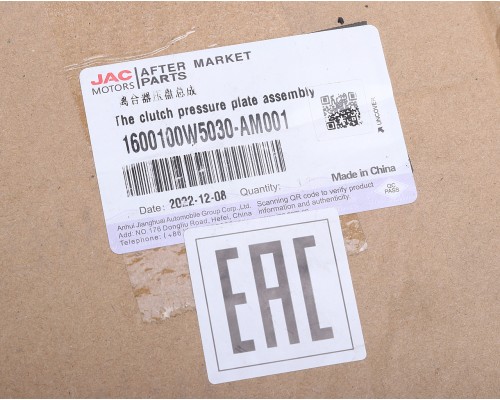 JAC MOTORS
AFTER MARKET PARTS
离合器压盘总成
The clutch pressure plate assembly
1600100W5030-AM001
UNCOVER
Date: 2022-12-08 Quantity:
Made in China
QC PASS
Anhui Jianghuai Automobile Group Corp.,Ltd.
Add: NO.176 Dongliu Road, Hefei, China
Telephone: (+86
Scanning QR code to verify product information and authenticity.
EAC